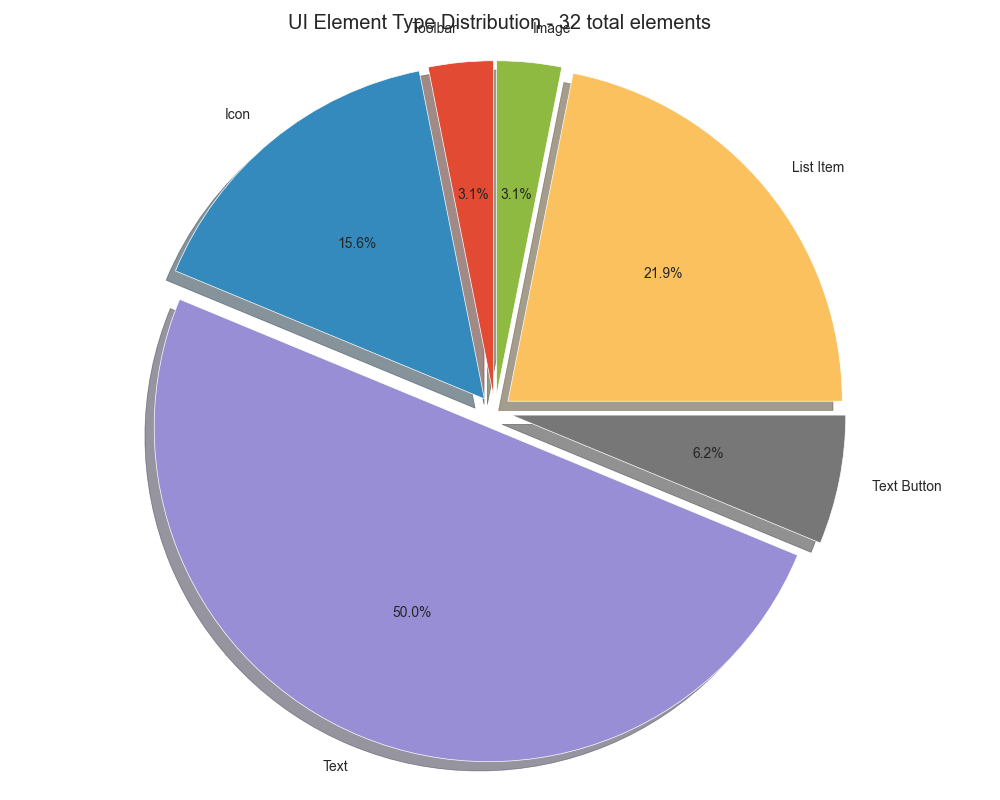 UI Element Type Distribution - 32 total elements
Toolbar
Image
Icon
List Item
3.1%
3.1%
15.6%
21.9%
6.2%
Text Button
50.0%
Text